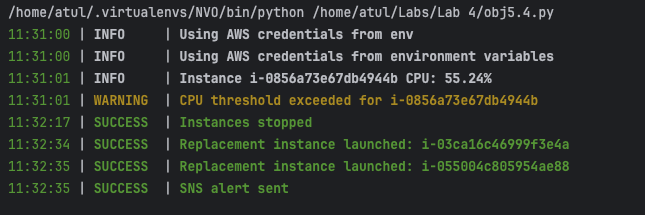 /home/atul/.virtualenvs/NVO/bin/python /home/atul/Labs/Lab 4/obj5.4.py
11:31:00 | INFO     | Using AWS credentials from env
11:31:00 | INFO     | Using AWS credentials from environment variables
11:31:01 | INFO     | Instance i-0856a73e67db4944b CPU: 55.24%
11:31:01 | WARNING  | CPU threshold exceeded for i-0856a73e67db4944b
11:32:17 | SUCCESS  | Instances stopped
11:32:34 | SUCCESS  | Replacement instance launched: i-03ca16c46999f3e4a
11:32:35 | SUCCESS  | Replacement instance launched: i-055004c805954ae88
11:32:35 | SUCCESS  | SNS alert sent